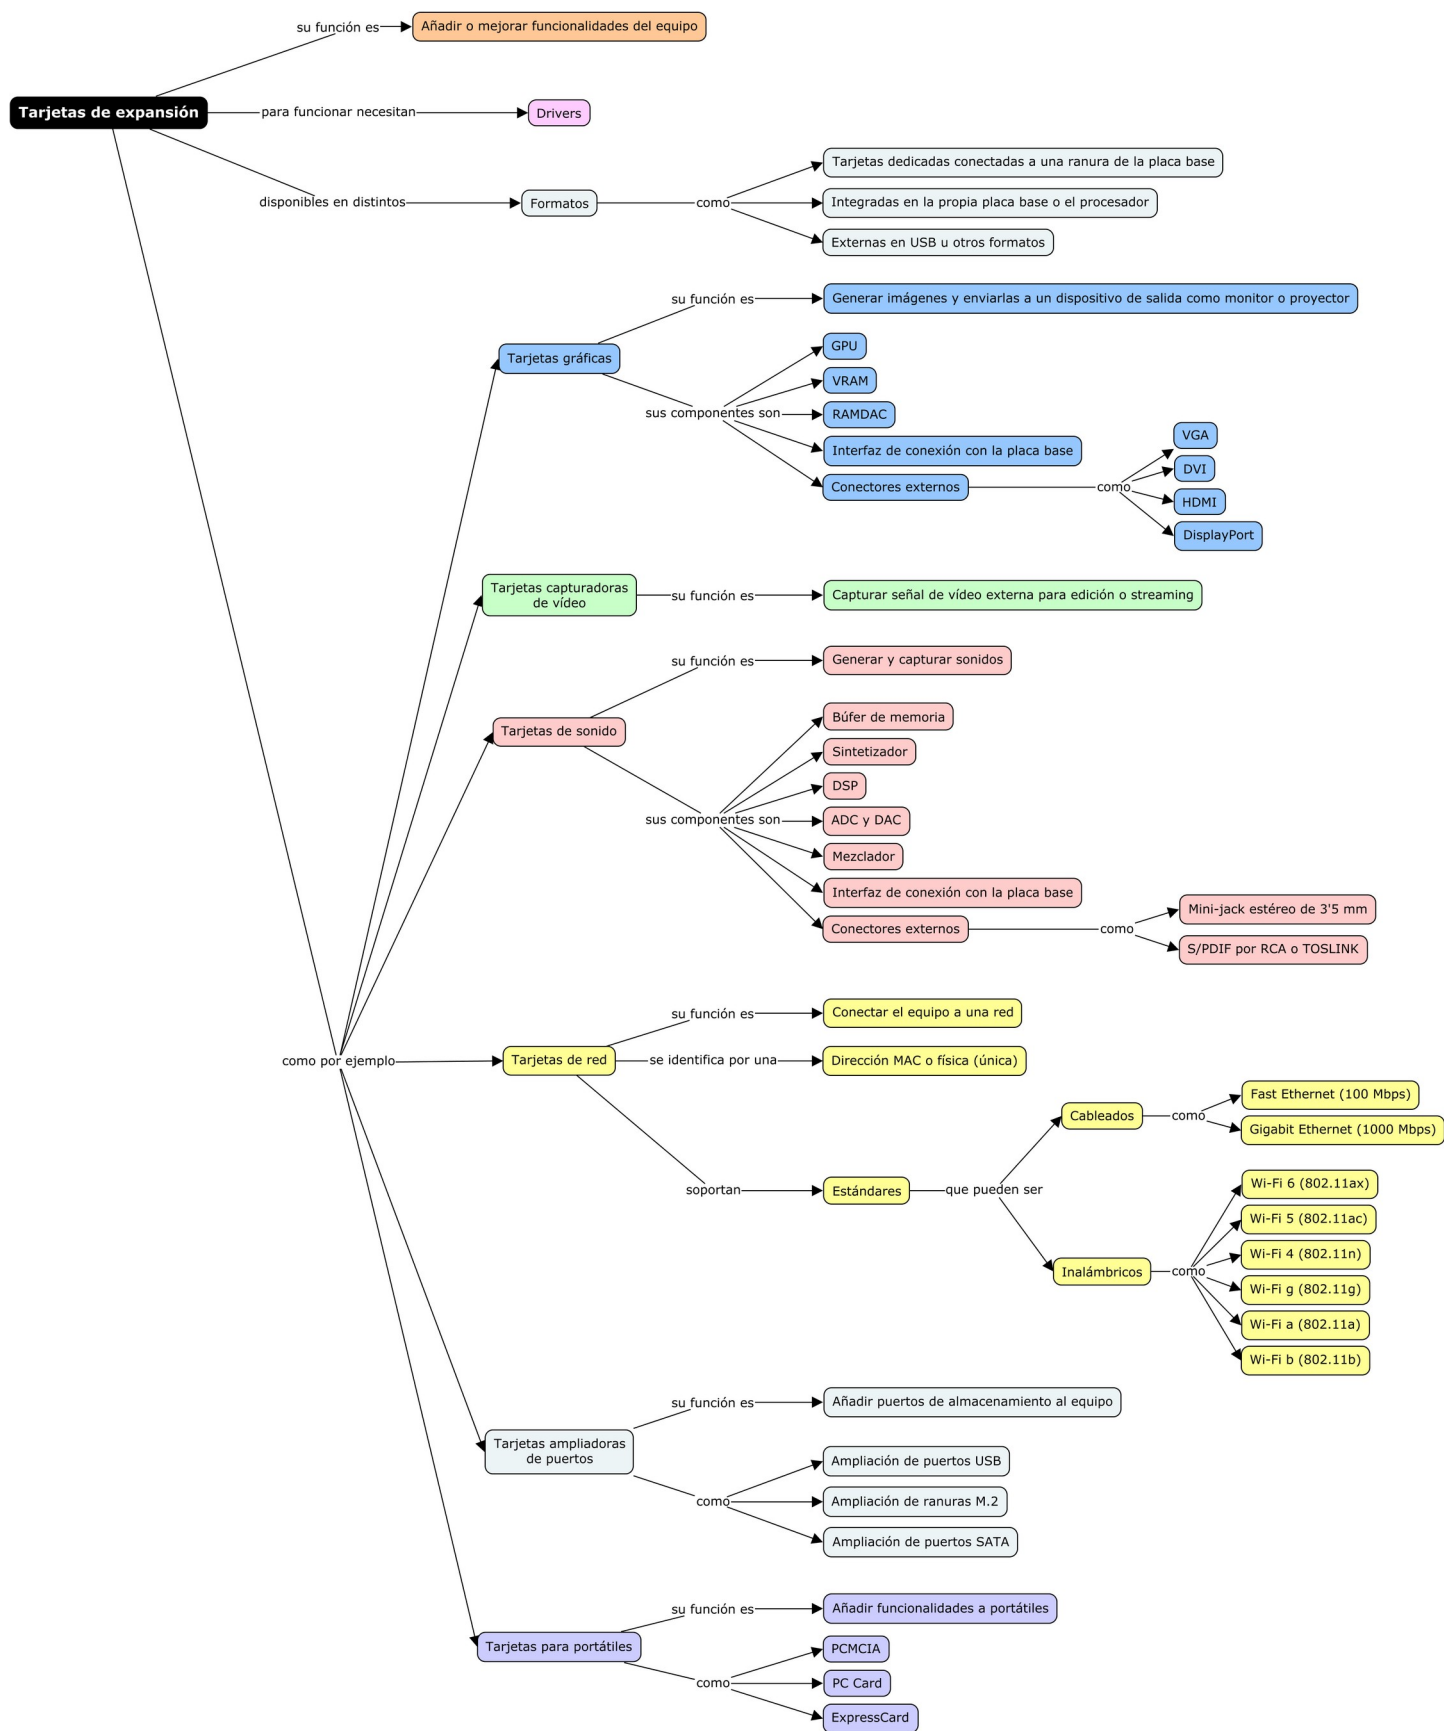 su función es
Añadir o mejorar funcionalidades del equipo
Tarjetas de expansión
para funcionar necesitan
Drivers
disponibles en distintos
Formatos
como
Tarjetas dedicadas conectadas a una ranura de la placa base
Integradas en la propia placa base o el procesador
Externas en USB u otros formatos
como por ejemplo
Tarjetas gráficas
su función es
Generar imágenes y enviarlas a un dispositivo de salida como monitor o proyector
sus componentes son
GPU
VRAM
RAMDAC
Interfaz de conexión con la placa base
Conectores externos
como
VGA
DVI
HDMI
DisplayPort
Tarjetas capturadoras
de vídeo
su función es
Capturar señal de vídeo externa para edición o streaming
Tarjetas de sonido
su función es
Generar y capturar sonidos
sus componentes son
Búfer de memoria
Sintetizador
DSP
ADC y DAC
Mezclador
Interfaz de conexión con la placa base
Conectores externos
como
Mini-jack estéreo de 3'5 mm
S/PDIF por RCA o TOSLINK
Tarjetas de red
su función es
Conectar el equipo a una red
se identifica por una
Dirección MAC o física (única)
soportan
Estándares
que pueden ser
Cableados
como
Fast Ethernet (100 Mbps)
Gigabit Ethernet (1000 Mbps)
Inalámbricos
como
Wi-Fi 6 (802.11ax)
Wi-Fi 5 (802.11ac)
Wi-Fi 4 (802.11n)
Wi-Fi g (802.11g)
Wi-Fi a (802.11a)
Wi-Fi b (802.11b)
Tarjetas ampliadoras
de puertos
su función es
Añadir puertos de almacenamiento al equipo
como
Ampliación de puertos USB
Ampliación de ranuras M.2
Ampliación de puertos SATA
Tarjetas para portátiles
su función es
Añadir funcionalidades a portátiles
como
PCMCIA
PC Card
ExpressCard